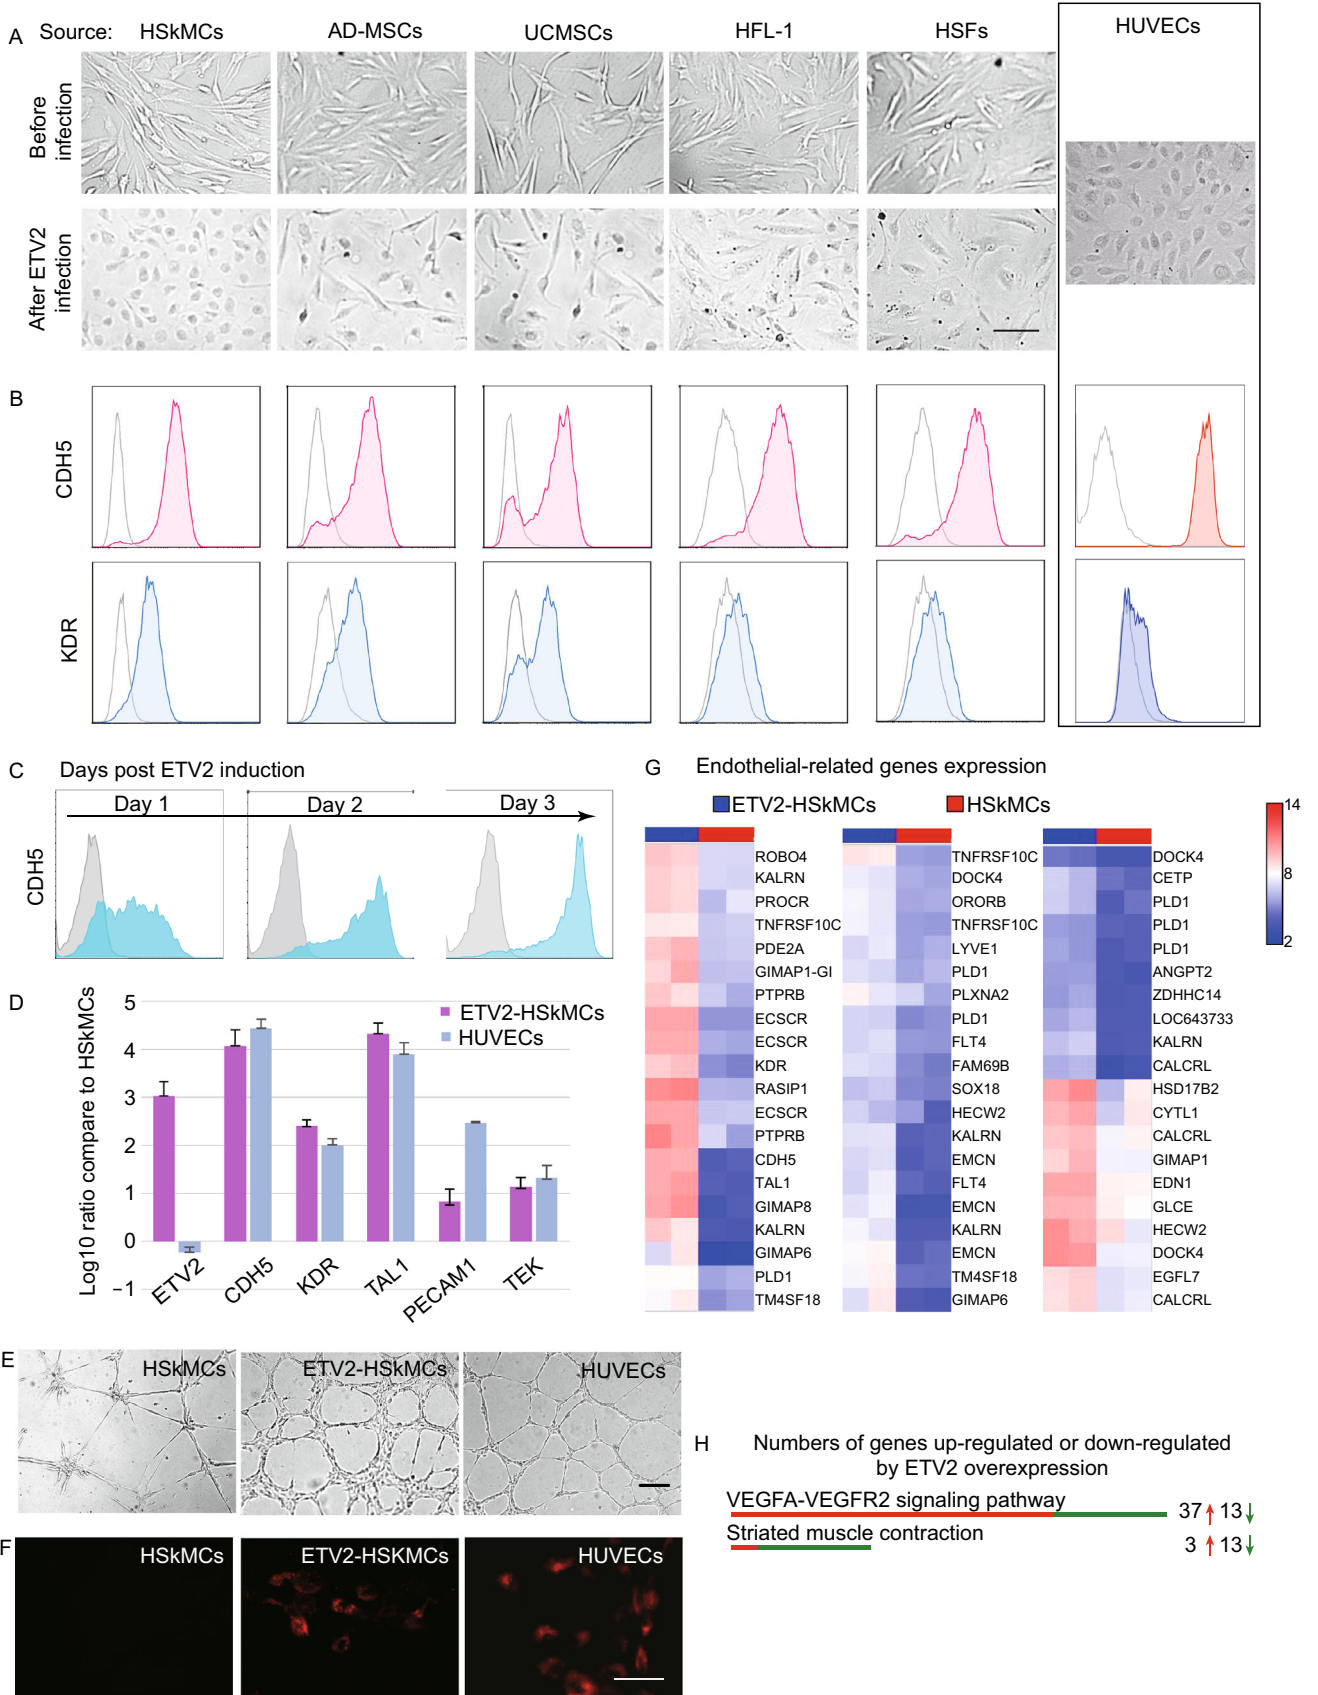 A Source: HSkMCs AD-MSCs UCMSCs HFL-1 HSFs HUVECs
Before infection
After ETV2 infection
B
CDH5
KDR
C Days post ETV2 induction
Day 1 Day 2 Day 3
CDH5
D
Log10 ratio compare to HSkMCs
5
4
3
2
1
0
−1
ETV2-HSkMCs
HUVECs
ETV2 CDH5 KDR TAL1 PECAM1 TEK
E
HSkMCs ETV2-HSkMCs HUVECs
F
HSkMCs ETV2-HSKMCs HUVECs
G Endothelial-related genes expression
ETV2-HSkMCs HSkMCs
14
8
2
ROBO4
KALRN
PROCR
TNFRSF10C
PDE2A
GIMAP1-GI
PTPRB
ECSCR
ECSCR
KDR
RASIP1
ECSCR
PTPRB
CDH5
TAL1
GIMAP8
KALRN
GIMAP6
PLD1
TM4SF18
TNFRSF10C
DOCK4
ORORB
TNFRSF10C
LYVE1
PLD1
PLXNA2
PLD1
FLT4
FAM69B
SOX18
HECW2
KALRN
EMCN
FLT4
EMCN
KALRN
EMCN
TM4SF18
GIMAP6
DOCK4
CETP
PLD1
PLD1
PLD1
ANGPT2
ZDHHC14
LOC643733
KALRN
CALCRL
HSD17B2
CYTL1
CALCRL
GIMAP1
EDN1
GLCE
HECW2
DOCK4
EGFL7
CALCRL
H Numbers of genes up-regulated or down-regulated
by ETV2 overexpression
VEGFA-VEGFR2 signaling pathway
37 ↑ 13 ↓
Striated muscle contraction
3 ↑ 13 ↓